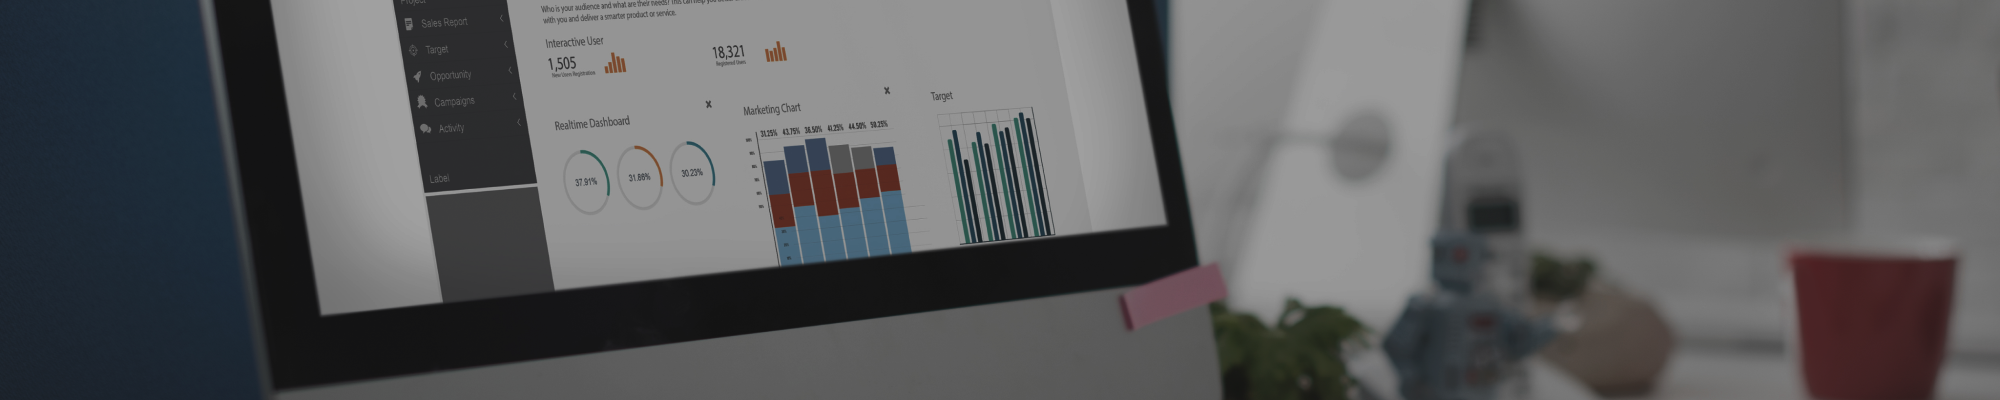 Project
Sales Report
Target
Opportunity
Campaigns
Activity
Label
Who is your audience and what are their needs? This can help you
with you and deliver a smarter product or service.
Interactive User
1,505
New Users Registration
18,321
Registered Users
Realtime Dashboard
37.91%
31.86%
30.23%
Marketing Chart
31.25% 43.75% 36.50% 41.25% 44.50% 50.25%
Target